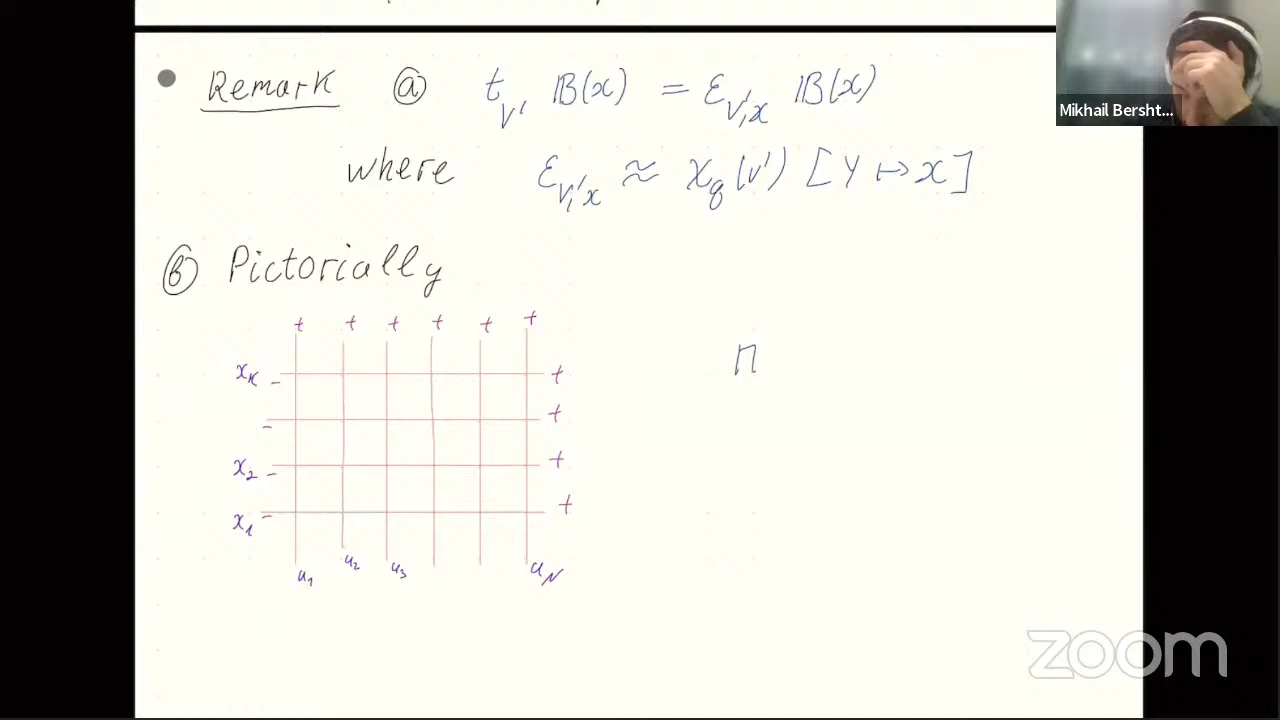 Remark (a) t_{V'} 𝔹(x) = ε_{V',x} 𝔹(x)
where ε_{V',x} ≈ χ_q(V') [Y ↦ x]
(b) Pictorially
+ + + + + +
x_k - +
- +
x_2 - +
x_1 - +
u_1 u_2 u_3 u_N
Π
Mikhail Bersht...
zoom